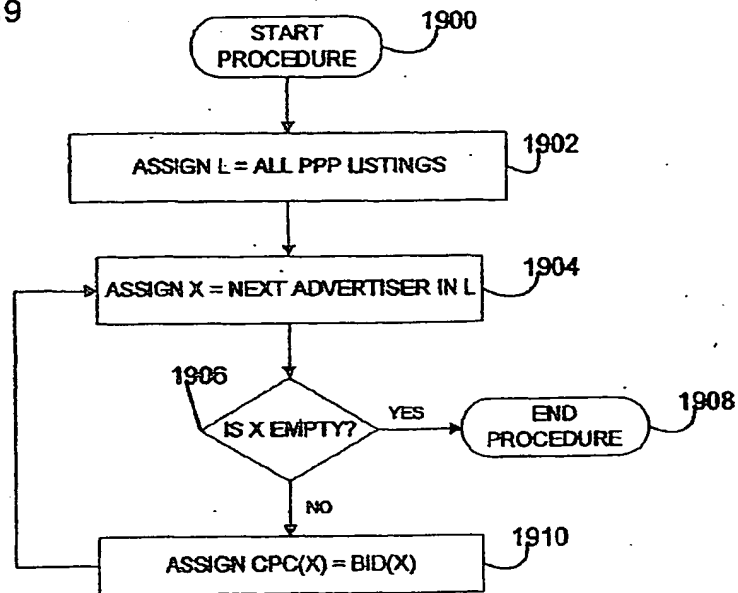 9
START
PROCEDURE
1900
ASSIGN L = ALL PPP LISTINGS
1902
ASSIGN X = NEXT ADVERTISER IN L
1904
1906
IS X EMPTY?
YES
END
PROCEDURE
1908
NO
ASSIGN CPC(X) = BID(X)
1910